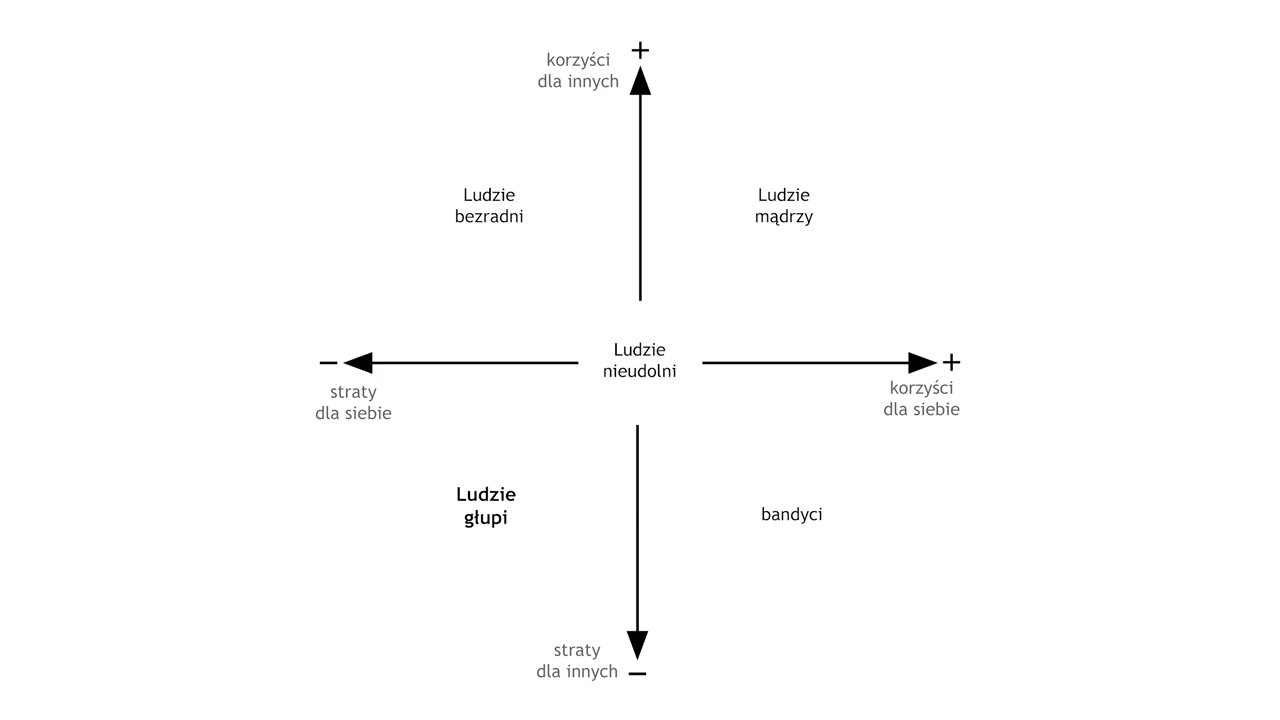 +
korzyści
dla innych
Ludzie
bezradni
Ludzie
mądrzy
Ludzie
nieudolni
−
+
straty
dla siebie
korzyści
dla siebie
Ludzie
głupi
bandyci
straty
dla innych
−